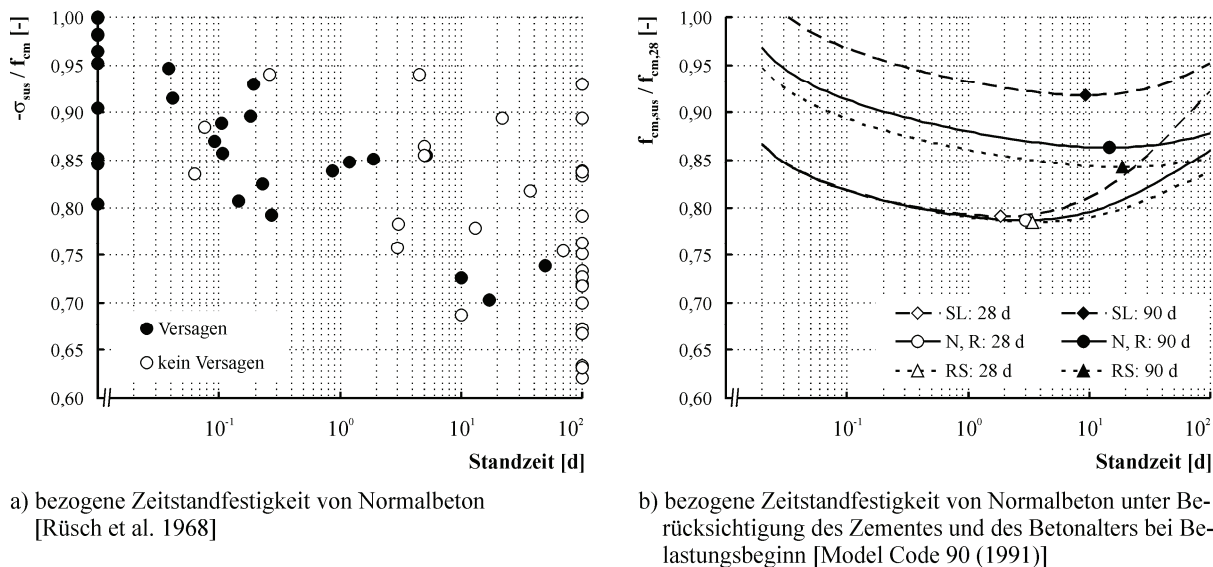 -σsus / fcm [-]
1,00
0,95
0,90
0,85
0,80
0,75
0,70
0,65
0,60
Versagen
kein Versagen
10⁻¹
10⁰
10¹
10²
Standzeit [d]
a) bezogene Zeitstandfestigkeit von Normalbeton
[Rüsch et al. 1968]
fcm,sus / fcm,28 [-]
1,00
0,95
0,90
0,85
0,80
0,75
0,70
0,65
0,60
SL: 28 d
SL: 90 d
N, R: 28 d
N, R: 90 d
RS: 28 d
RS: 90 d
10⁻¹
10⁰
10¹
10²
Standzeit [d]
b) bezogene Zeitstandfestigkeit von Normalbeton unter Be-
rücksichtigung des Zementes und des Betonalters bei Be-
lastungsbeginn [Model Code 90 (1991)]